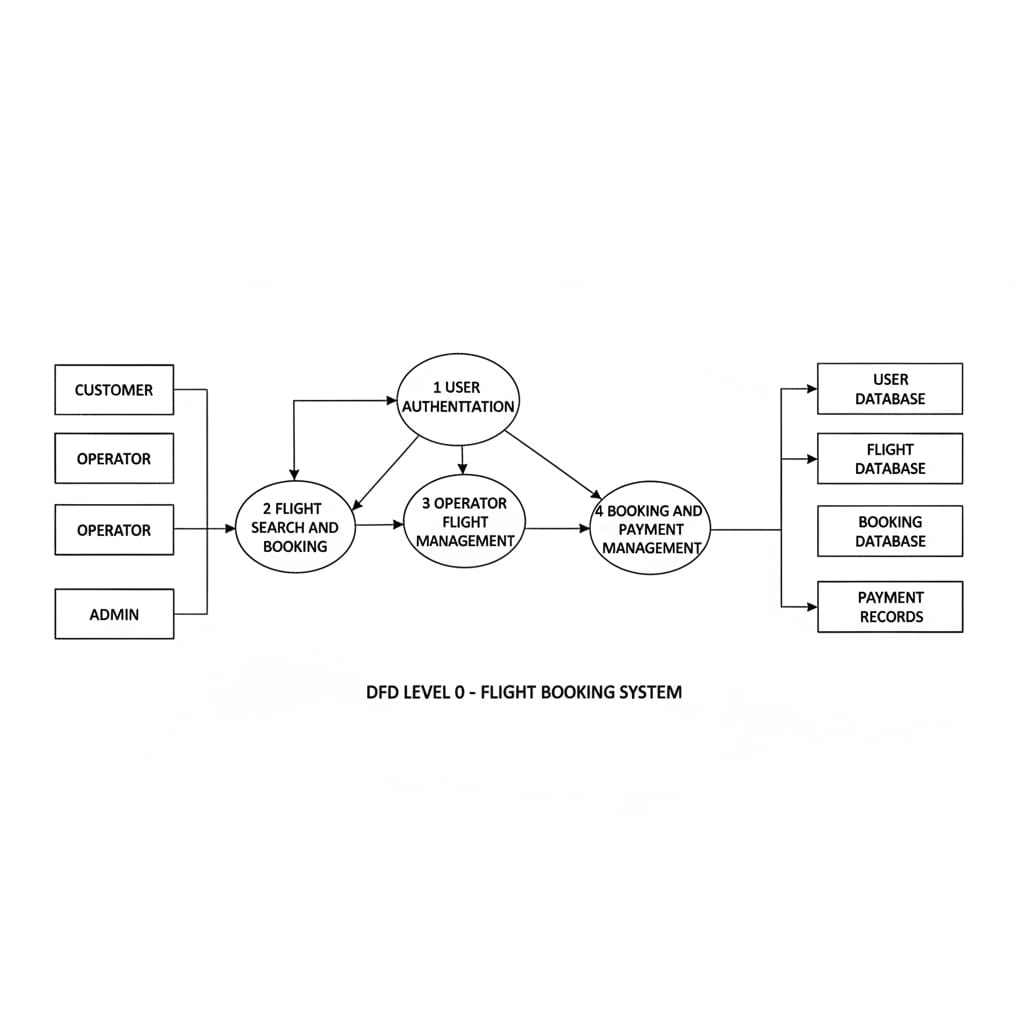 CUSTOMER
OPERATOR
OPERATOR
ADMIN
1 USER
AUTHENTTATION
2 FLIGHT
SEARCH AND
BOOKING
3 OPERATOR
FLIGHT
MANAGEMENT
4 BOOKING AND
PAYMENT
MANAGEMENT
USER
DATABASE
FLIGHT
DATABASE
BOOKING
DATABASE
PAYMENT
RECORDS
DFD LEVEL 0 - FLIGHT BOOKING SYSTEM